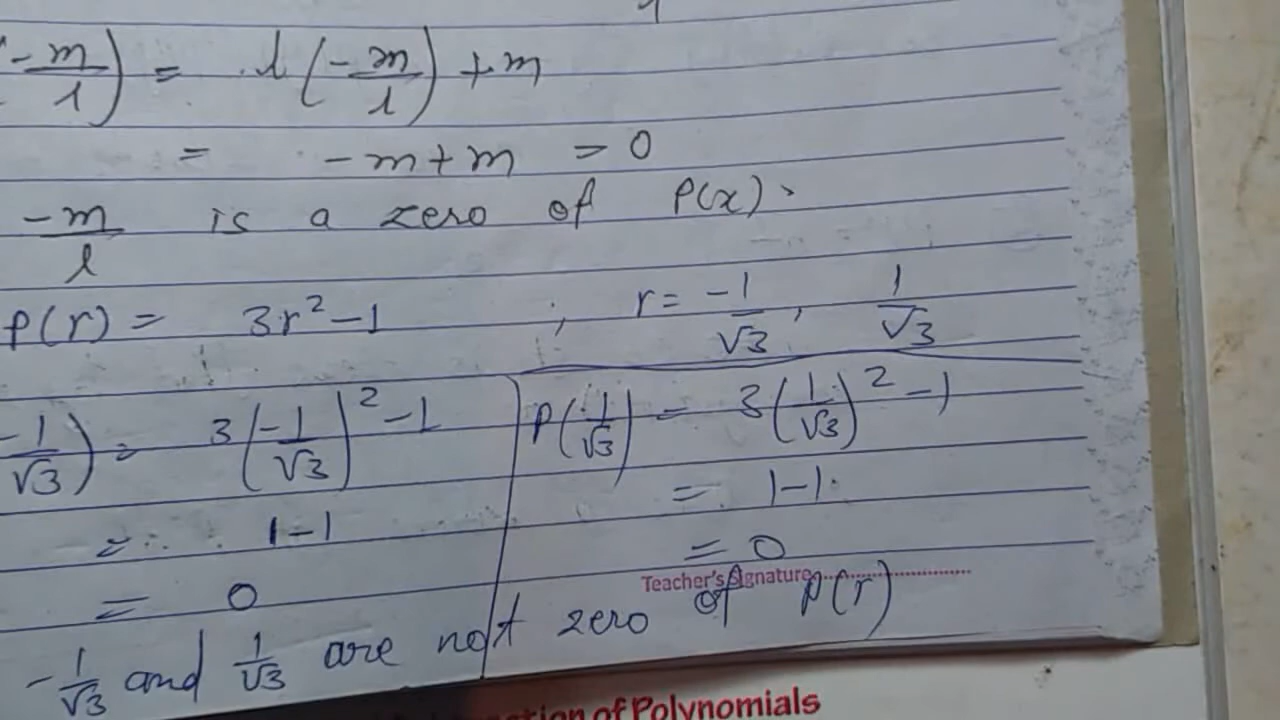 -m/l) = l(-m/l) + m
= -m+m = 0
-m/l is a zero of P(x).
P(r) = 3r²-1 ; r = -1/√3, 1/√3
-1/√3) = 3(-1/√3)²-1
= 1-1
= 0
P(1/√3) = 3(1/√3)²-1
= 1-1
= 0
Teacher's Signature
-1/√3 and 1/√3 are not zero of P(r)
of Polynomials